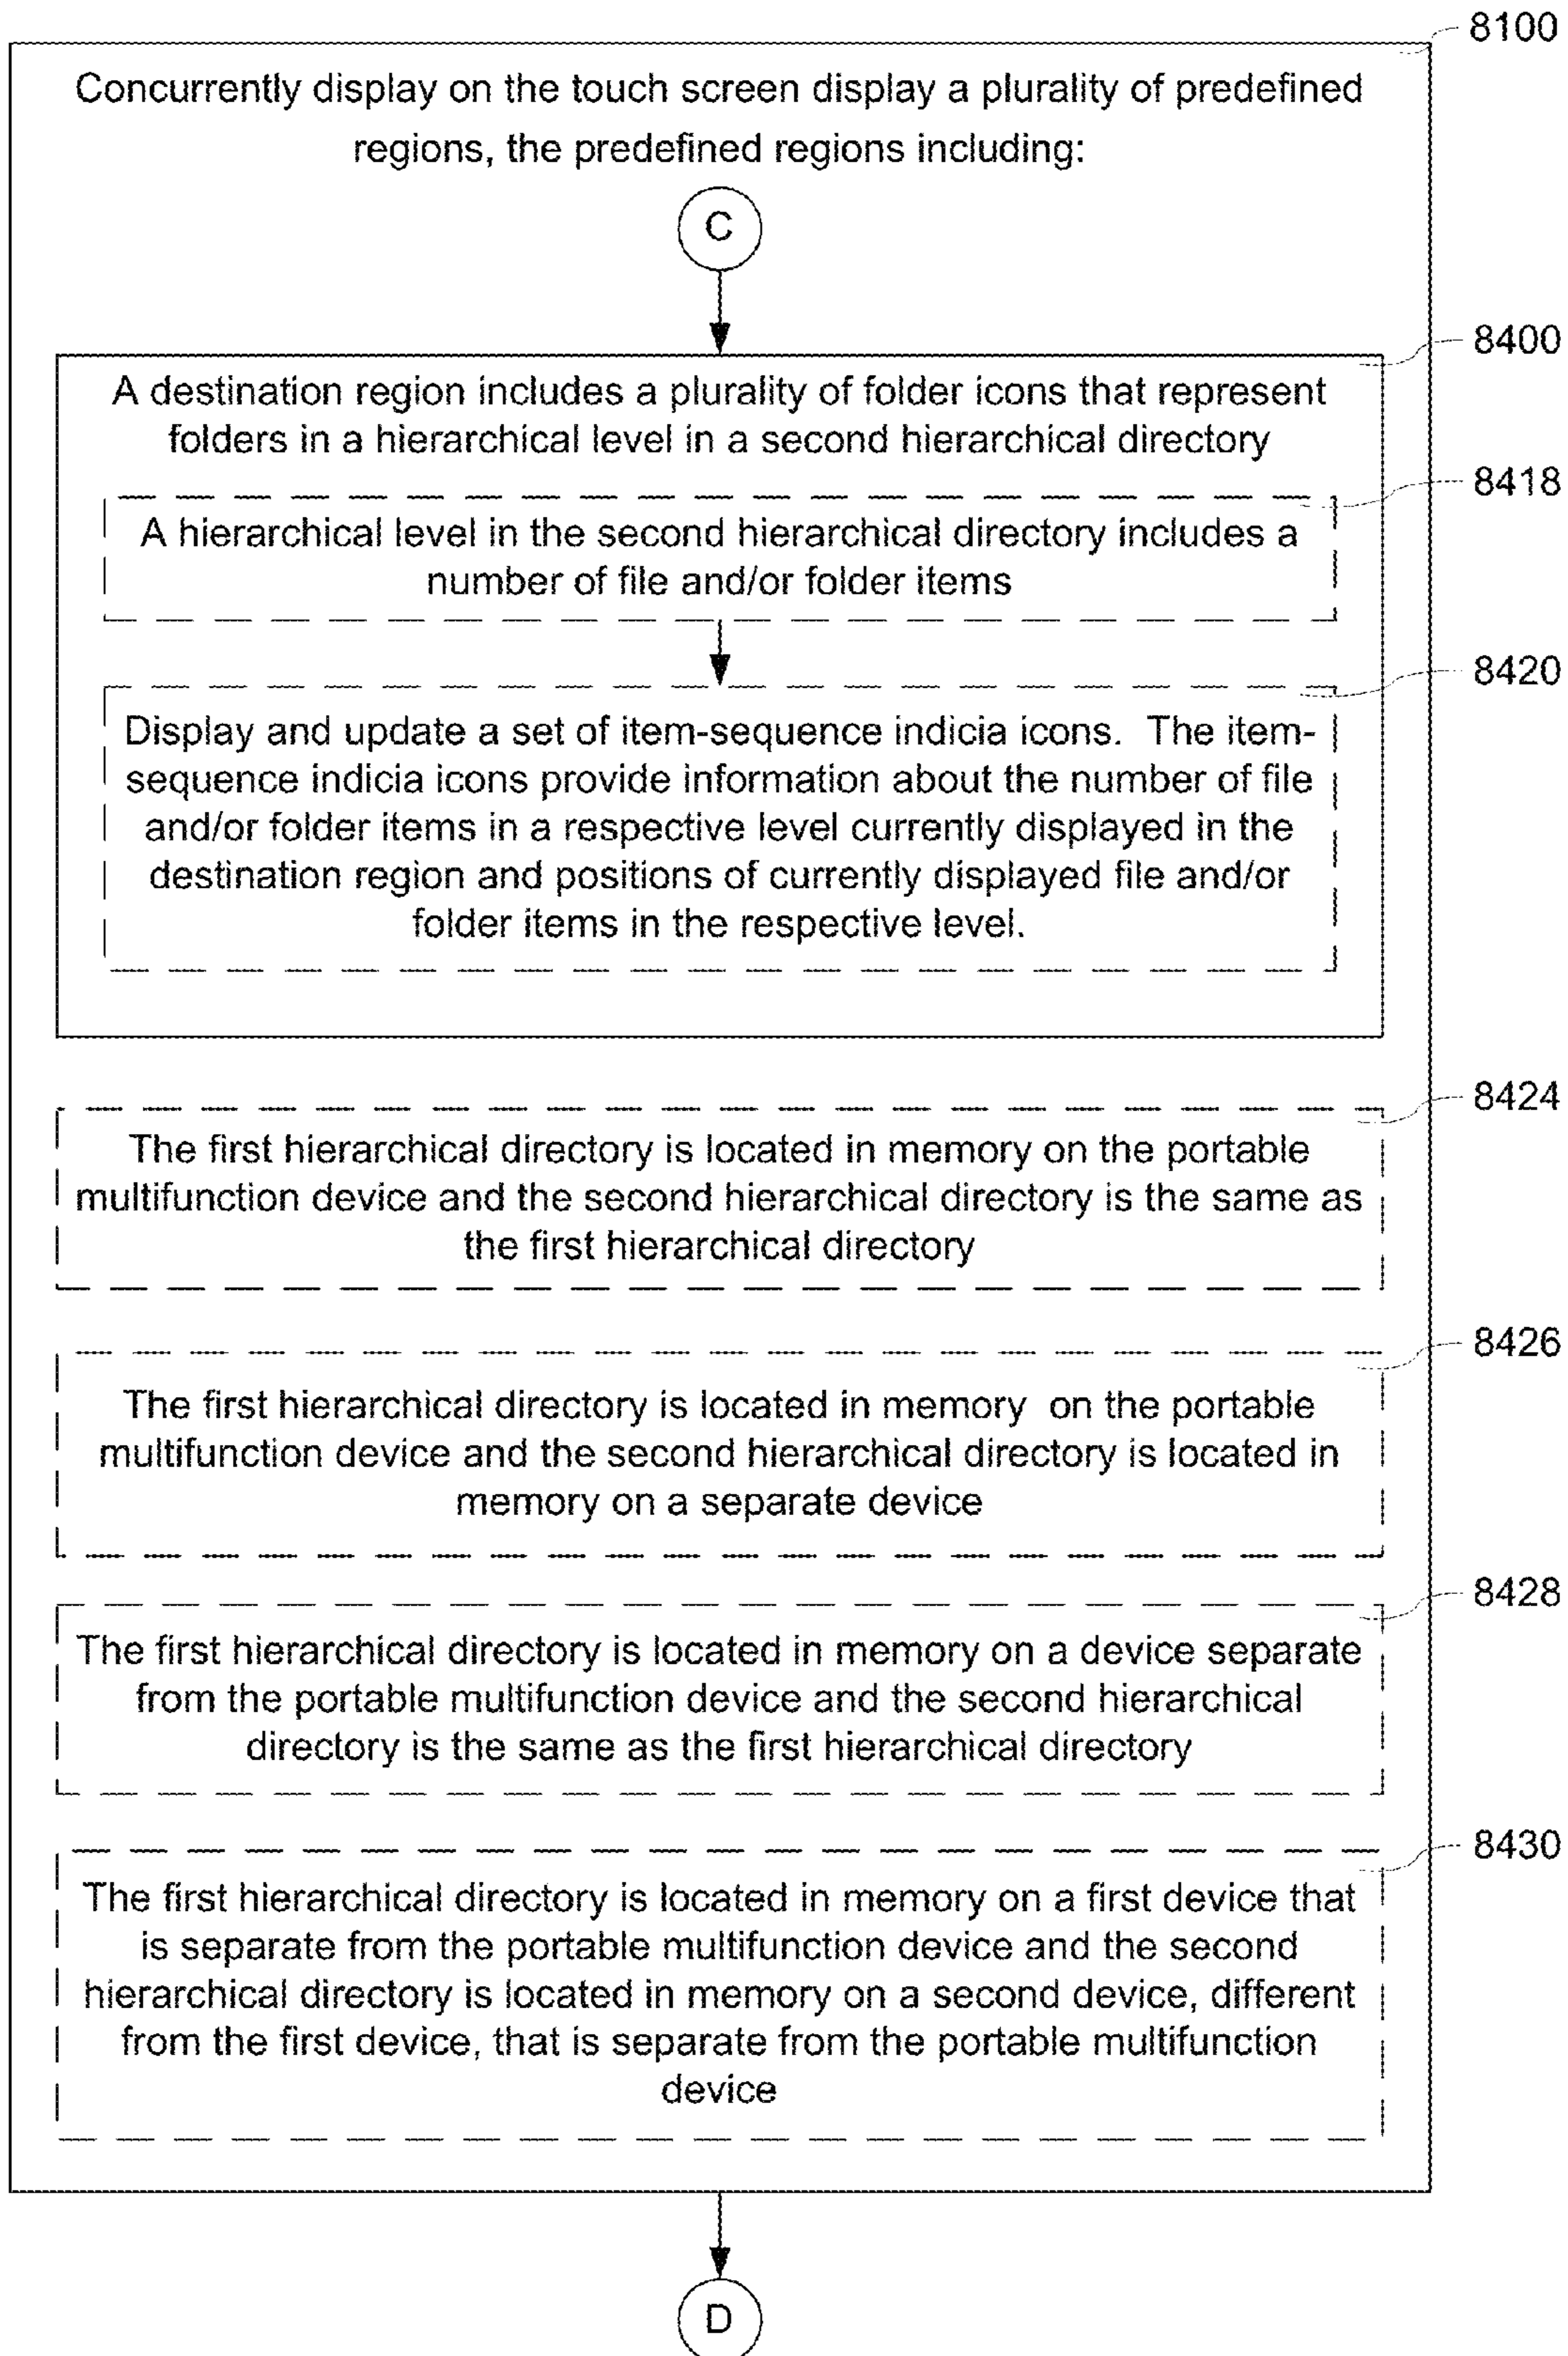 8100
Concurrently display on the touch screen display a plurality of predefined
regions, the predefined regions including:
C
8400
A destination region includes a plurality of folder icons that represent
folders in a hierarchical level in a second hierarchical directory
8418
A hierarchical level in the second hierarchical directory includes a
number of file and/or folder items
8420
Display and update a set of item-sequence indicia icons.  The item-
sequence indicia icons provide information about the number of file
and/or folder items in a respective level currently displayed in the
destination region and positions of currently displayed file and/or
folder items in the respective level.
8424
The first hierarchical directory is located in memory on the portable
multifunction device and the second hierarchical directory is the same as
the first hierarchical directory
8426
The first hierarchical directory is located in memory  on the portable
multifunction device and the second hierarchical directory is located in
memory on a separate device
8428
The first hierarchical directory is located in memory on a device separate
from the portable multifunction device and the second hierarchical
directory is the same as the first hierarchical directory
8430
The first hierarchical directory is located in memory on a first device that
is separate from the portable multifunction device and the second
hierarchical directory is located in memory on a second device, different
from the first device, that is separate from the portable multifunction
device
D